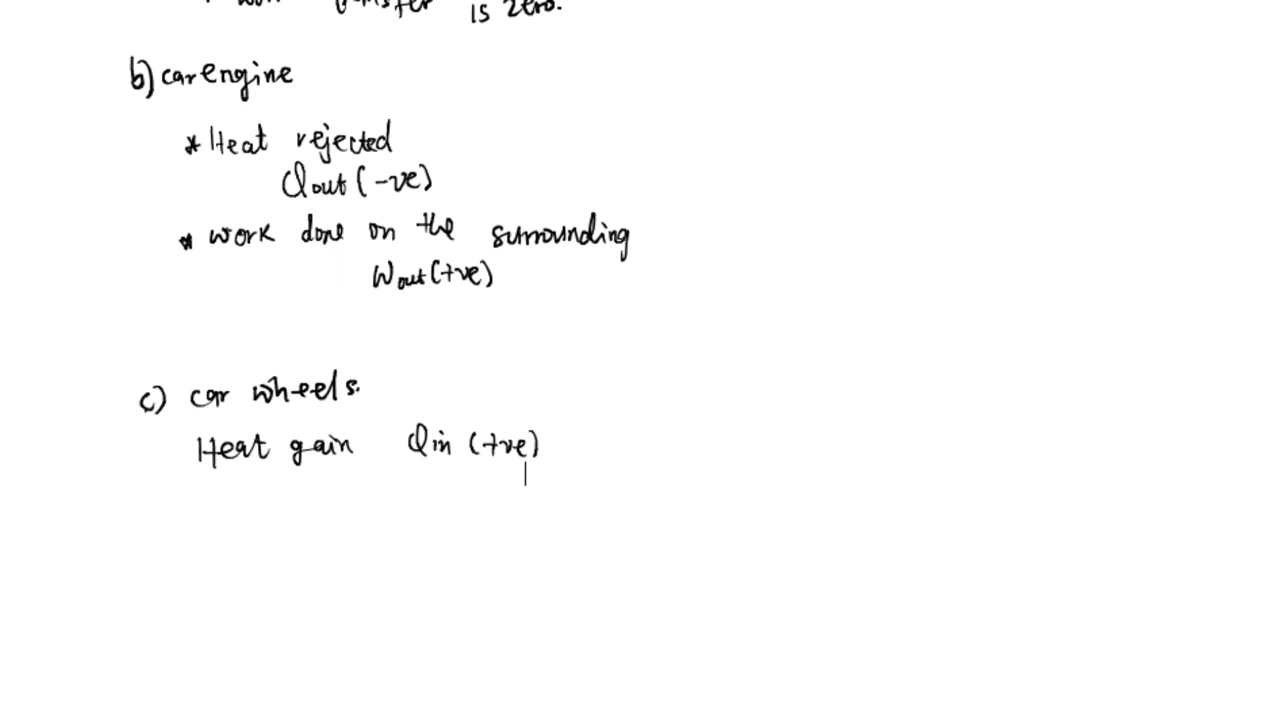 is zero.
b) car engine
* Heat rejected
Qout (-ve)
* work done on the surrounding
Wout (+ve)
c) car wheels.
Heat gain Qin (+ve)